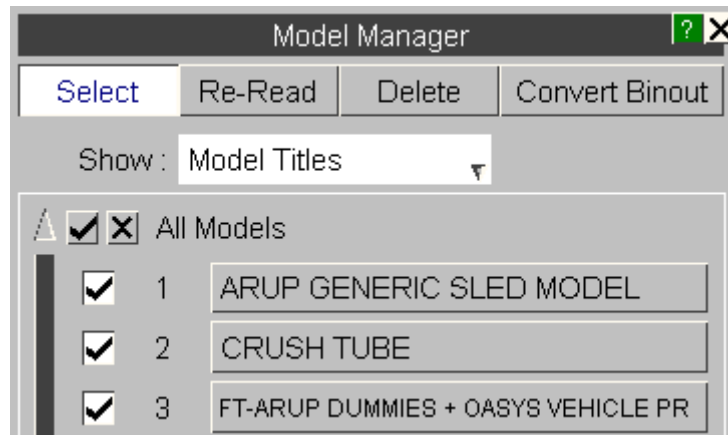 Model Manager ? X
Select Re-Read Delete Convert Binout
Show : Model Titles
All Models
1 ARUP GENERIC SLED MODEL
2 CRUSH TUBE
3 FT-ARUP DUMMIES + OASYS VEHICLE PR